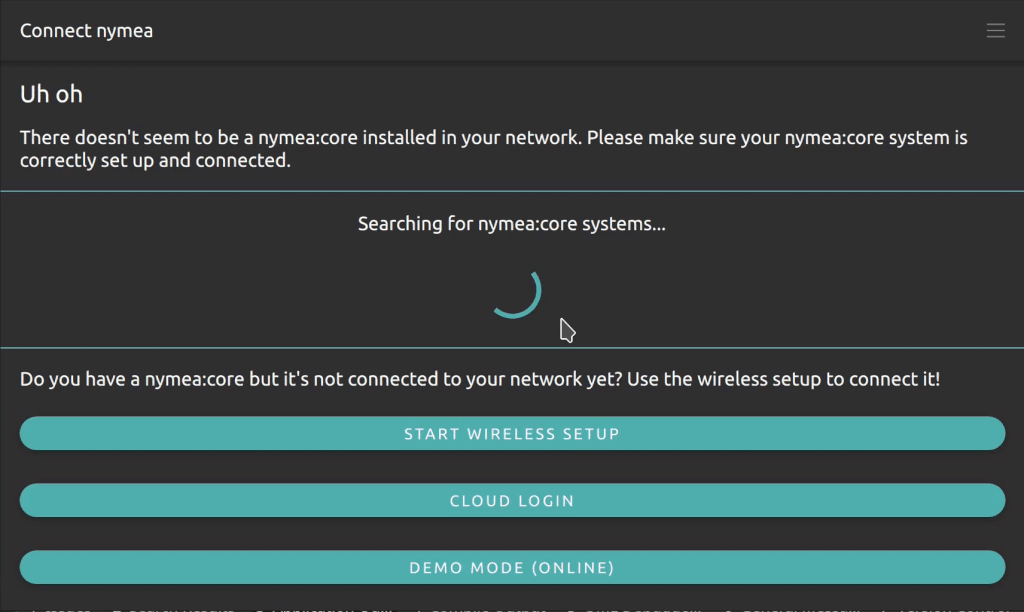 Connect nymea
Uh oh
There doesn't seem to be a nymea:core installed in your network. Please make sure your nymea:core system is
correctly set up and connected.
Searching for nymea:core systems...
Do you have a nymea:core but it's not connected to your network yet? Use the wireless setup to connect it!
START WIRELESS SETUP
CLOUD LOGIN
DEMO MODE (ONLINE)